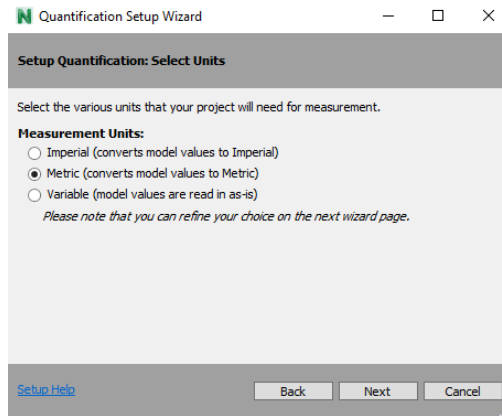 Quantification Setup Wizard
Setup Quantification: Select Units
Select the various units that your project will need for measurement.
Measurement Units:
Imperial (converts model values to Imperial)
Metric (converts model values to Metric)
Variable (model values are read in as-is)
Please note that you can refine your choice on the next wizard page.
Setup Help Back Next Cancel